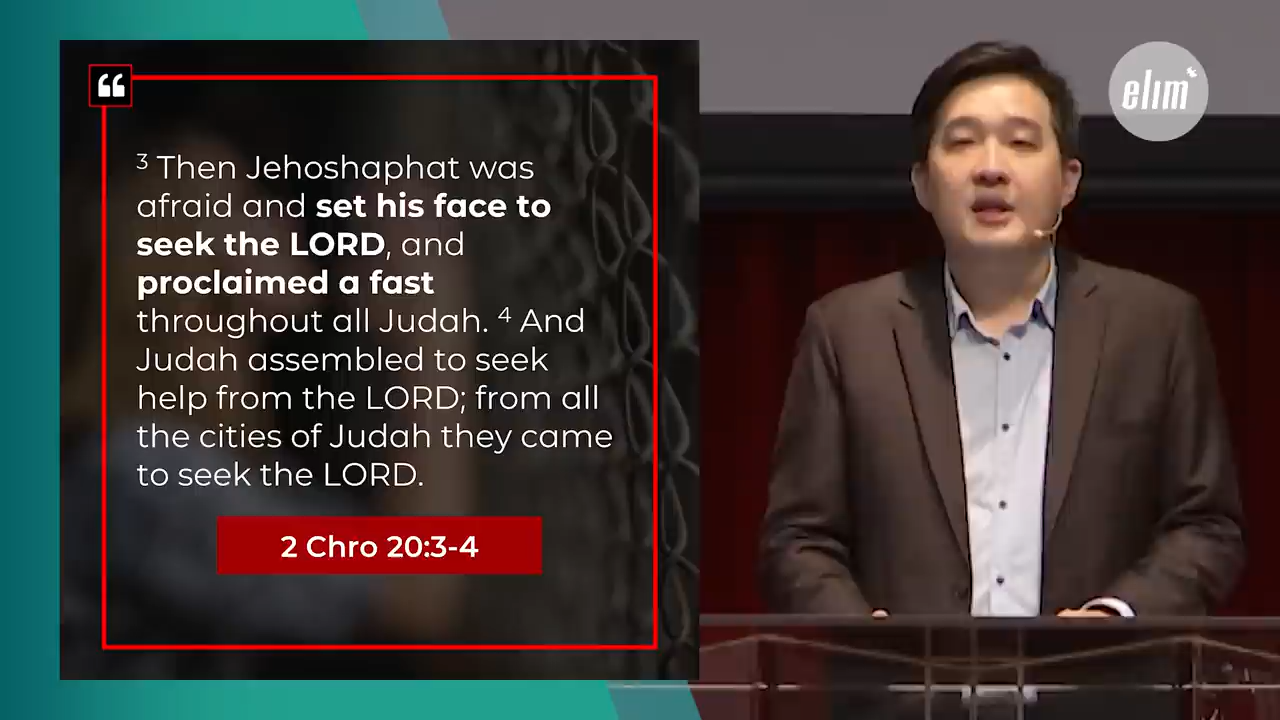 “
³ Then Jehoshaphat was
afraid and set his face to
seek the LORD, and
proclaimed a fast
throughout all Judah. ⁴ And
Judah assembled to seek
help from the LORD; from all
the cities of Judah they came
to seek the LORD.
2 Chro 20:3-4
elim